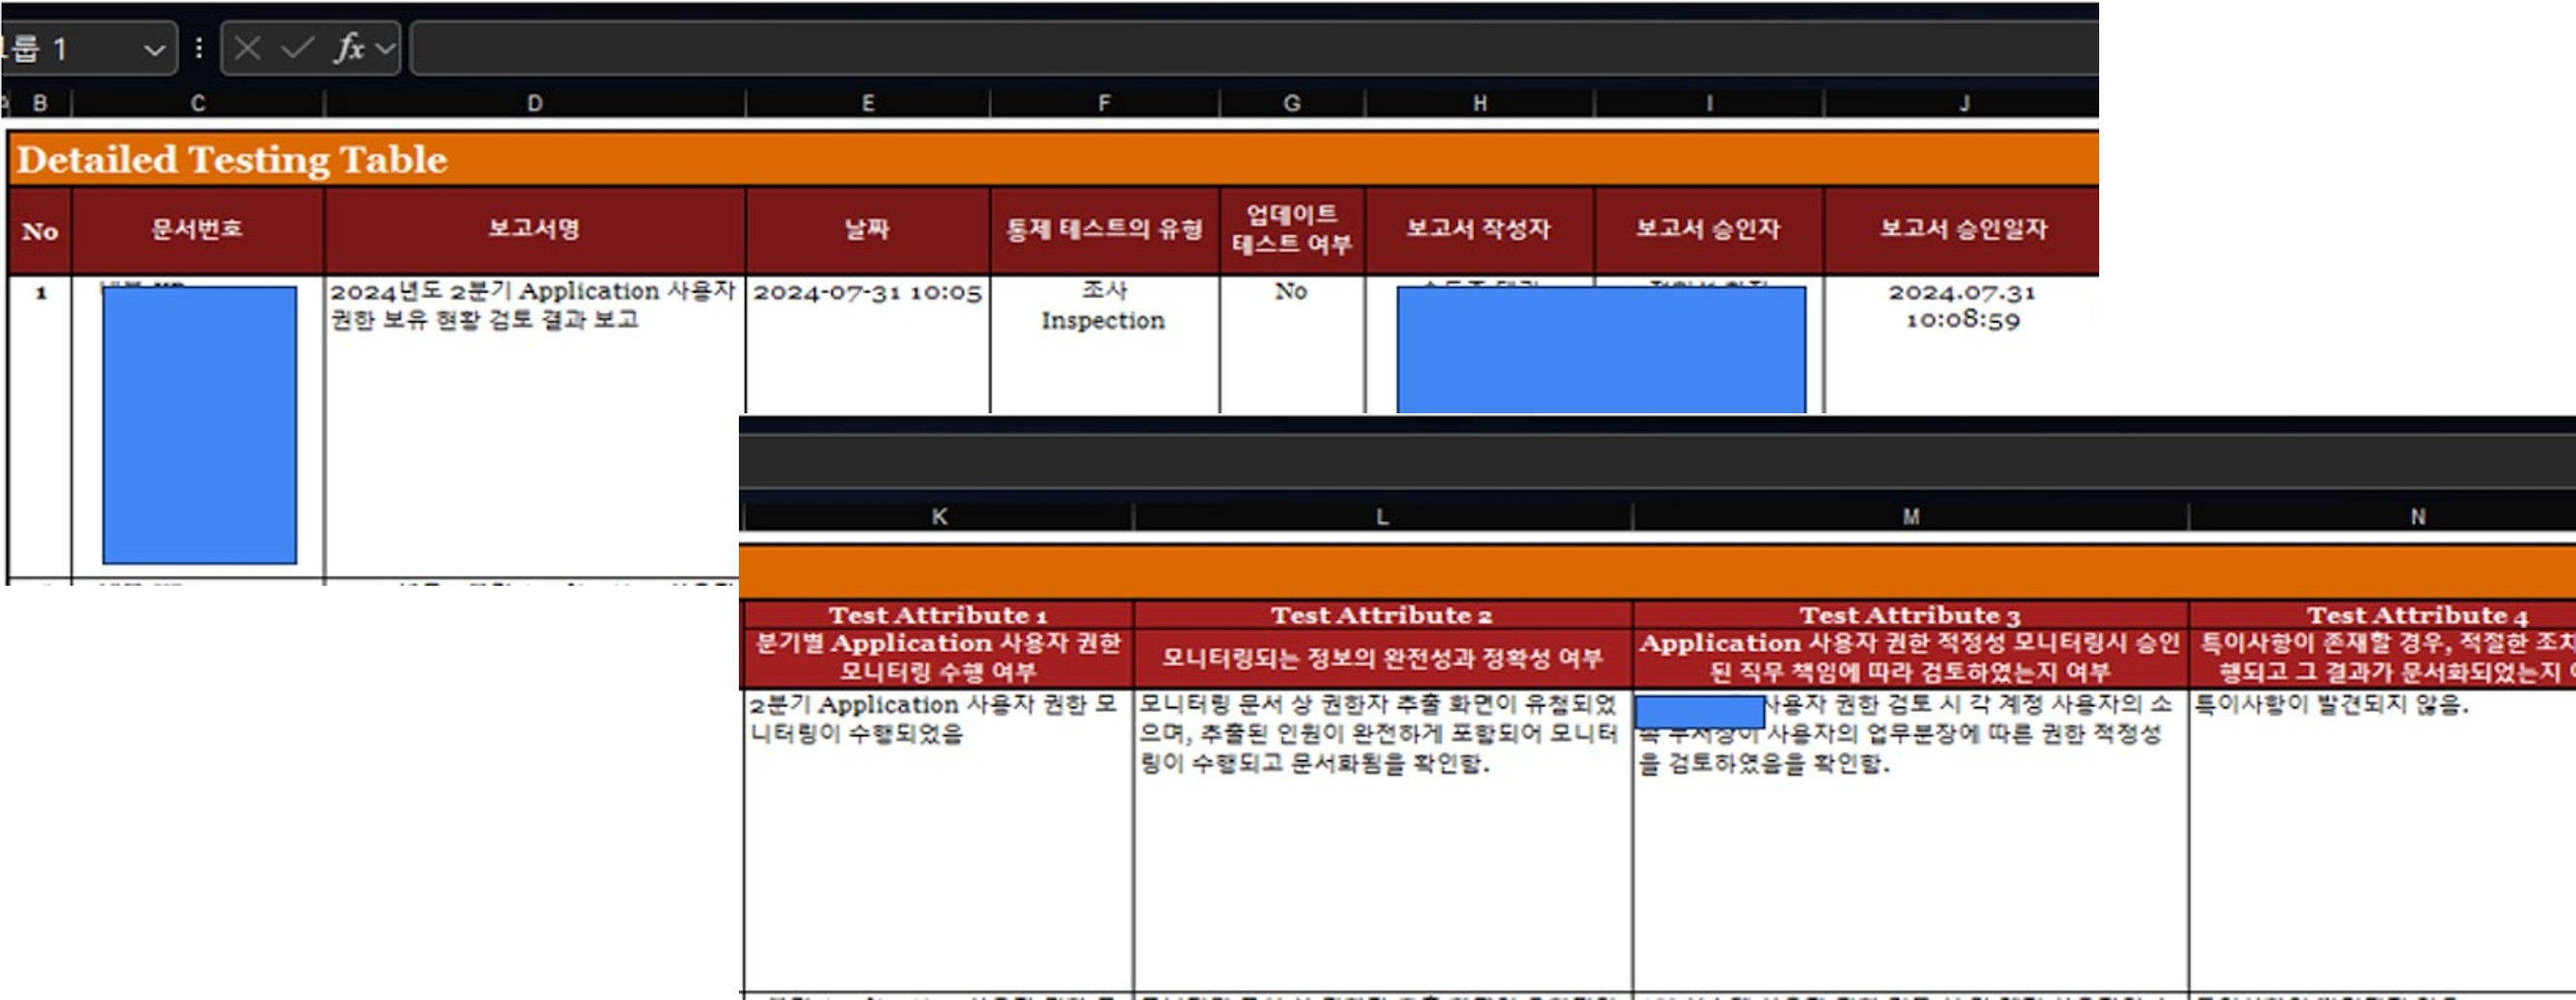 룹 1
fx
B C D E F G H I J
Detailed Testing Table
No
문서번호
보고서명
날짜
통제 테스트의 유형
업데이트
테스트 여부
보고서 작성자
보고서 승인자
보고서 승인일자
1
2024년도 2분기 Application 사용자
권한 보유 현황 검토 결과 보고
2024-07-31 10:05
조사
Inspection
No
2024.07.31
10:08:59
K L M N
Test Attribute 1
분기별 Application 사용자 권한
모니터링 수행 여부
Test Attribute 2
모니터링되는 정보의 완전성과 정확성 여부
Test Attribute 3
Application 사용자 권한 적정성 모니터링시 승인
된 직무 책임에 따라 검토하였는지 여부
Test Attribute 4
특이사항이 존재할 경우, 적절한
행되고 그 결과가 문서화되었는지
2분기 Application 사용자 권한 모
니터링이 수행되었음
모니터링 문서 상 권한자 추출 화면이 유첨되었
으며, 추출된 인원이 완전하게 포함되어 모니터
링이 수행되고 문서화됨을 확인함.
사용자 권한 검토 시 각 계정 사용자의 소
사용자의 업무분장에 따른 권한 적정성
을 검토하였음을 확인함.
특이사항이 발견되지 않음.